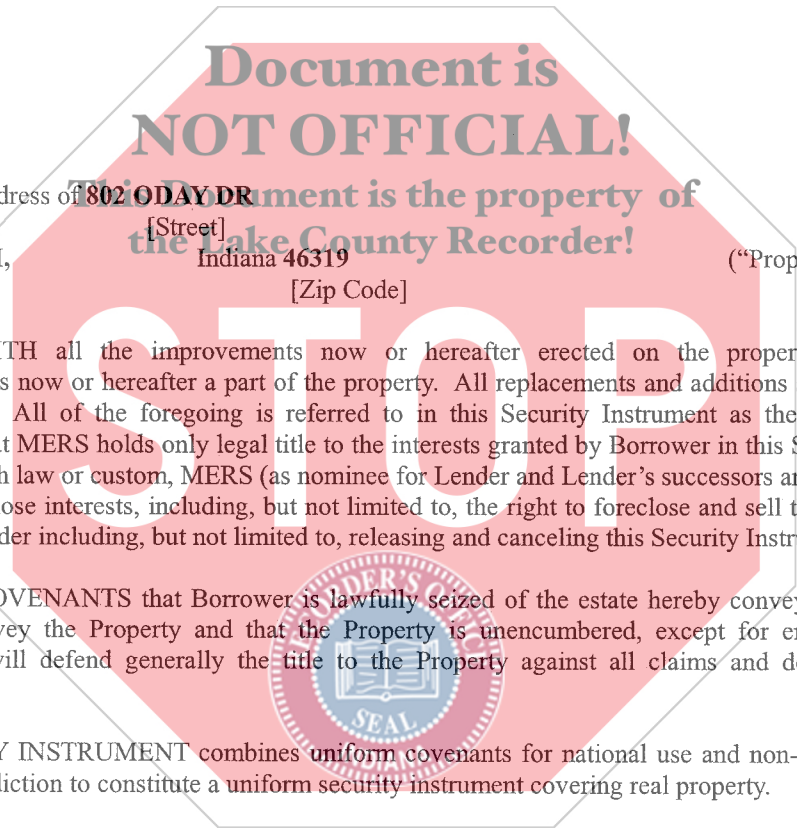 Document is
NOT OFFICIAL!
This Document is the property of
the Lake County Recorder!
dress of 802 ODAY DR
[Street]
Indiana 46319 (“Prop
[Zip Code]
STOP
TH all the improvements now or hereafter erected on the proper
s now or hereafter a part of the property. All replacements and additions
All of the foregoing is referred to in this Security Instrument as the
t MERS holds only legal title to the interests granted by Borrower in this S
h law or custom, MERS (as nominee for Lender and Lender’s successors an
ose interests, including, but not limited to, the right to foreclose and sell t
der including, but not limited to, releasing and canceling this Security Instru
OVENANTS that Borrower is lawfully seized of the estate hereby convey
vey the Property and that the Property is unencumbered, except for en
vill defend generally the title to the Property against all claims and de
RECORDER'S OFFICE
SEAL
INDIANA
Y INSTRUMENT combines uniform covenants for national use and non-
diction to constitute a uniform security instrument covering real property.